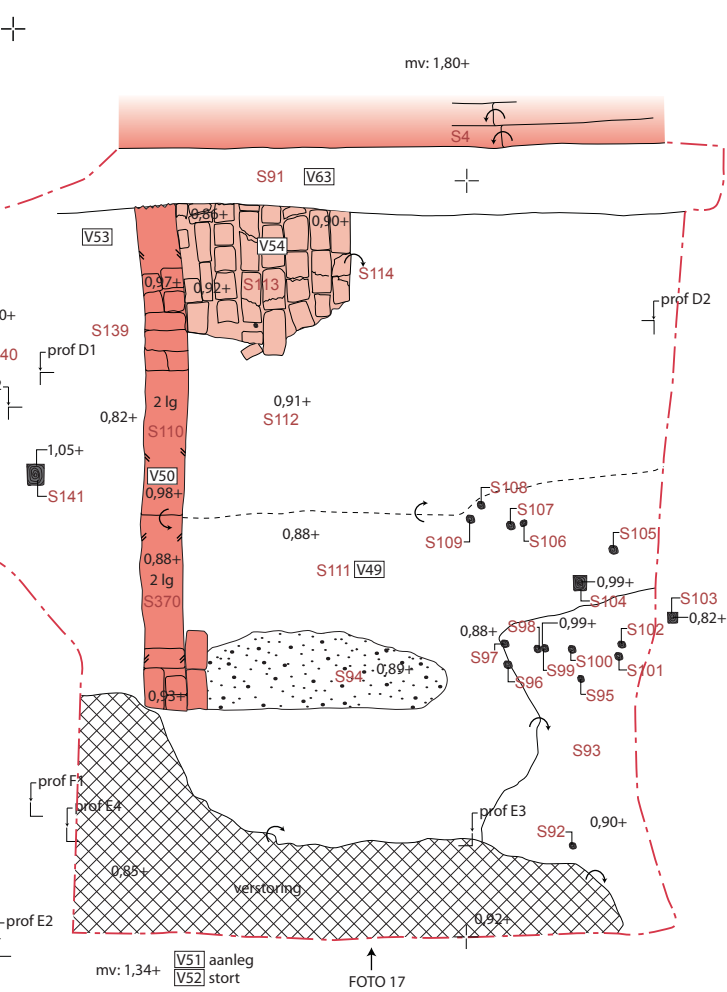 mv: 1,80+
S4
S91 V63
0,86+
0,90+
V53
V54
S114
0,97+
0,92+
S113
prof D2
0+
S139
40
prof D1
2 lg
0,91+
0,82+
S112
S110
1,05+
V50
S141
0,98+
S108
S107
S109
S106
0,88+
S105
0,88+
S111 V49
2 lg
0,99+
S370
S104
S103
0,82+
0,88+
S98
0,99+
S102
S97
S94
0,89+
S99
S100
S101
S96
0,93+
S95
S93
prof F1
prof E4
prof E3
0,90+
S92
0,85+
verstoring
prof E2
0,92+
mv: 1,34+
V51 aanleg
V52 stort
FOTO 17